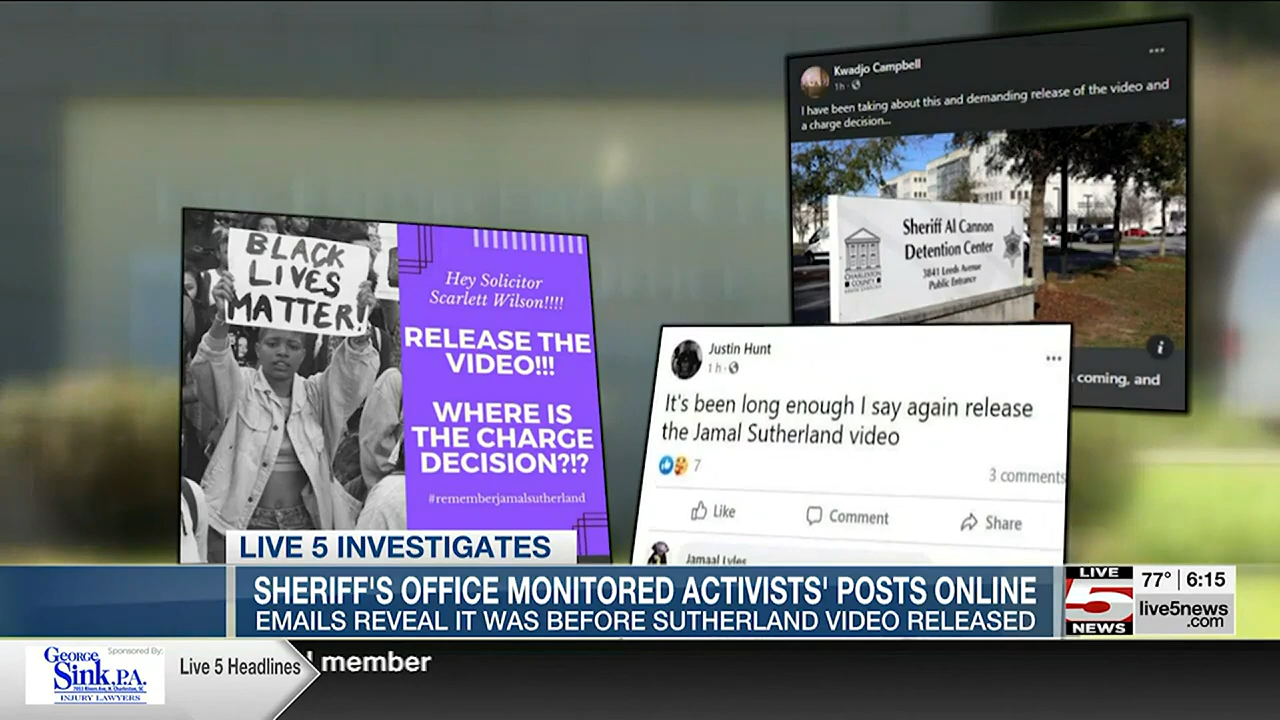 Kwadjo Campbell
1h
I have been taking about this and demanding release of the video and
a charge decision...
Sheriff Al Cannon
Detention Center
3841 Leeds Avenue
Public Entrance
CHARLESTON
COUNTY
coming, and
BLACK
LIVES
MATTER!
Hey Solicitor
Scarlett Wilson!!!!
RELEASE THE
VIDEO!!!
WHERE IS
THE CHARGE
DECISION?!?
#rememberjamalsutherland
Justin Hunt
1h
It's been long enough I say again release
the Jamal Sutherland video
7
3 comments
Like
Comment
Share
Jamaal Lyles
LIVE 5 INVESTIGATES
SHERIFF'S OFFICE MONITORED ACTIVISTS' POSTS ONLINE
EMAILS REVEAL IT WAS BEFORE SUTHERLAND VIDEO RELEASED
LIVE
5
NEWS
77° | 6:15
live5news
.com
Sponsored By:
GEORGE
Sink, P.A.
INJURY LAWYERS
Live 5 Headlines
member